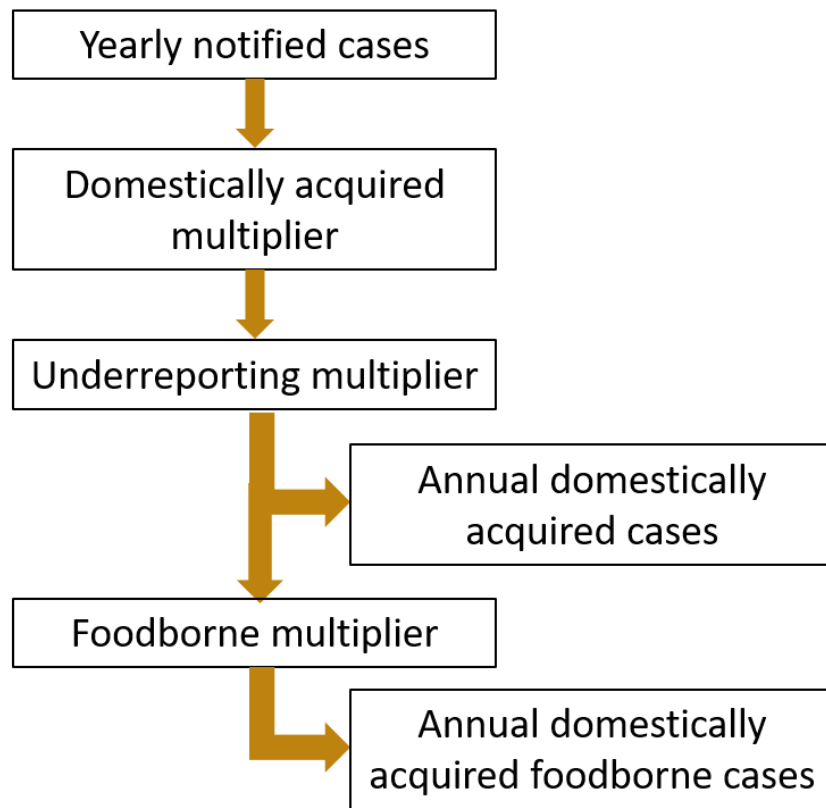 Yearly notified cases
Domestically acquired
multiplier
Underreporting multiplier
Annual domestically
acquired cases
Foodborne multiplier
Annual domestically
acquired foodborne cases